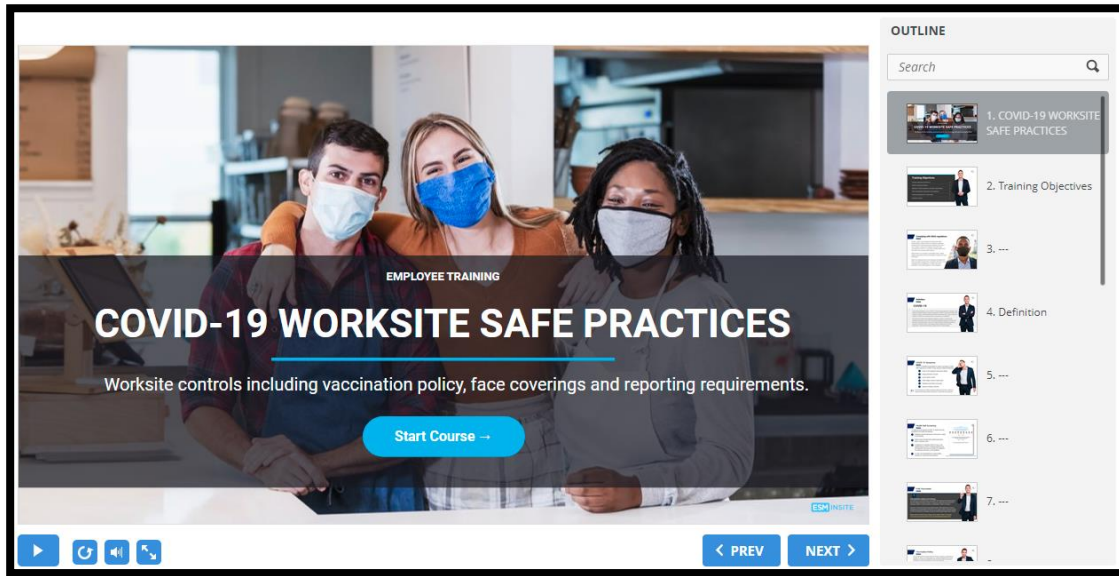 EMPLOYEE TRAINING
COVID-19 WORKSITE SAFE PRACTICES
Worksite controls including vaccination policy, face coverings and reporting requirements.
Start Course →
ESM INSITE
PREV
NEXT
OUTLINE
Search
1. COVID-19 WORKSITE
SAFE PRACTICES
2. Training Objectives
3. ---
4. Definition
5. ---
6. ---
7. ---